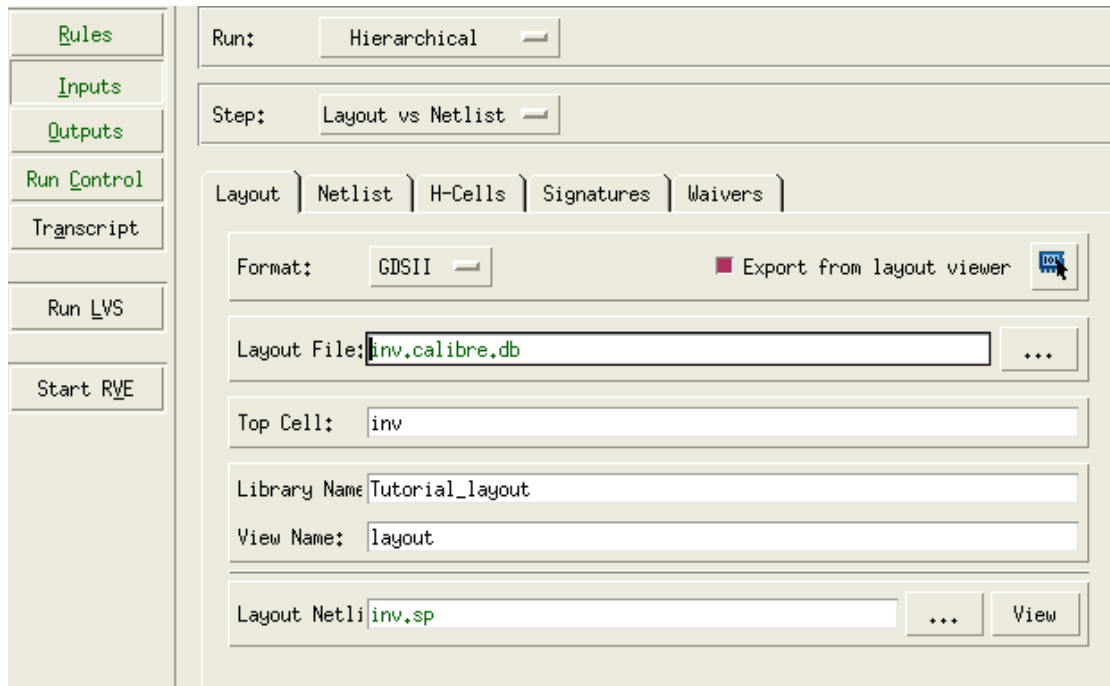 Rules
Inputs
Outputs
Run Control
Transcript
Run LVS
Start RVE
Run: Hierarchical
Step: Layout vs Netlist
Layout Netlist H-Cells Signatures Waivers
Format: GDSII Export from layout viewer
Layout File: inv.calibre.db ...
Top Cell: inv
Library Name Tutorial_layout
View Name: layout
Layout Netli inv.sp ... View